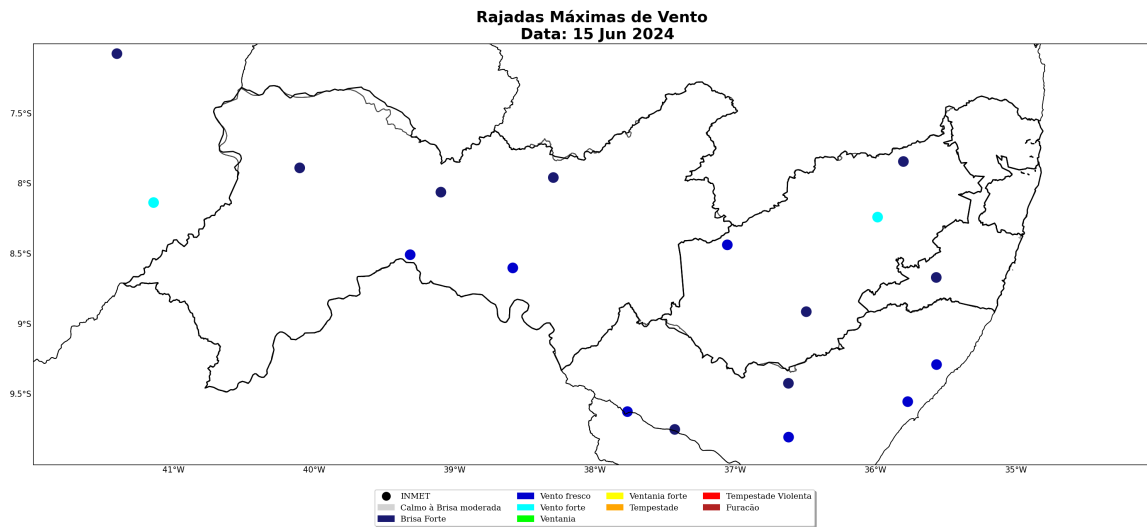 Rajadas Máximas de Vento
Data: 15 Jun 2024
7.5°S
8°S
8.5°S
9°S
9.5°S
41°W 40°W 39°W 38°W 37°W 36°W 35°W
INMET Vento fresco Ventania forte Tempestade Violenta
Calmo à Brisa moderada Vento forte Tempestade Furacão
Brisa Forte Ventania